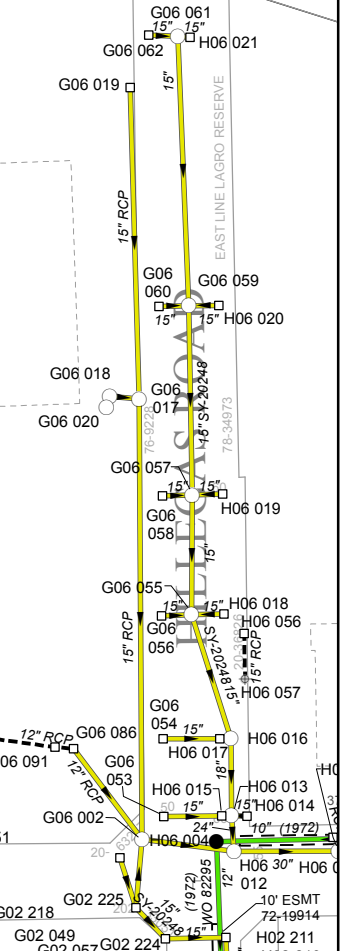 G06 061
15" 15"
G06 062
H06 021
G06 019
15"
EAST LINE LAGRO RESERVE
15" RCP
G06
060
G06 059
15" 15"
H06 020
G06 018
G06
017
G06 020
76-9228
15" SY-20248
78-34973
HILLEGAS ROAD
G06 057
15" 15"
G06
058
H06 019
15"
G06 055
15" 15"
H06 018
G06
056
H06 056
15" RCP
SY-20248
15"
15" RCP
H06 057
G06
054
15"
H06 016
H06 017
12" RCP
G06 086
06 091
G06
053
12" RCP
18"
H06 015
H06 013
50
15"
15"
H06 014
G06 002
24"
10" (1972)
H06 004
20-
30"
H06
012
(1972)
WO 82295
12"
G02 225
15"
SY-20248
10' ESMT
72-19914
G02 218
G02 049
G02 224
H02 211